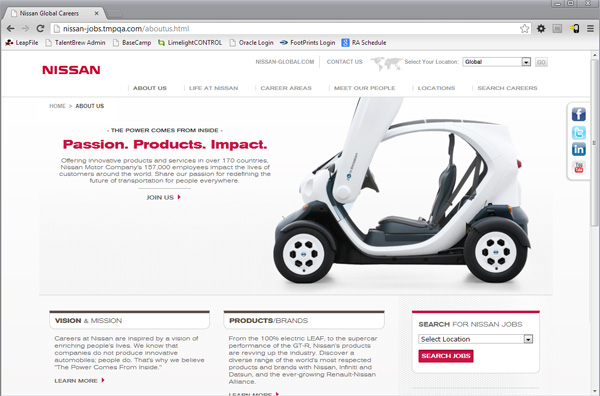 Nissan Global Careers
nissan-jobs.tmpqa.com/aboutus.html
LeapFile TalentBrew Admin BaseCamp LimelightCONTROL Oracle Login FootPrints Login RA Schedule
NISSAN
NISSAN-GLOBAL.COM CONTACT US Select Your Location: Global GO
ABOUT US LIFE AT NISSAN CAREER AREAS MEET OUR PEOPLE LOCATIONS SEARCH CAREERS
HOME > ABOUT US
- THE POWER COMES FROM INSIDE -
Passion. Products. Impact.
Offering innovative products and services in over 170 countries,
Nissan Motor Company's 157,000 employees impact the lives of
customers around the world. Share our passion for redefining the
future of transportation for people everywhere.
JOIN US
VISION & MISSION
Careers at Nissan are inspired by a vision of
enriching people's lives. We know that
companies do not produce innovative
automobiles; people do. That's why we believe
"The Power Comes From Inside."
LEARN MORE
PRODUCTS/BRANDS
From the 100% electric LEAF, to the supercar
performance of the GT-R, Nissan's products
are revving up the industry. Discover a
diverse range of the world's most respected
products and brands with Nissan, Infiniti and
Datsun, and the ever-growing Renault-Nissan
Alliance.
LEARN MORE
SEARCH FOR NISSAN JOBS
Select Location
SEARCH JOBS
You
Tube